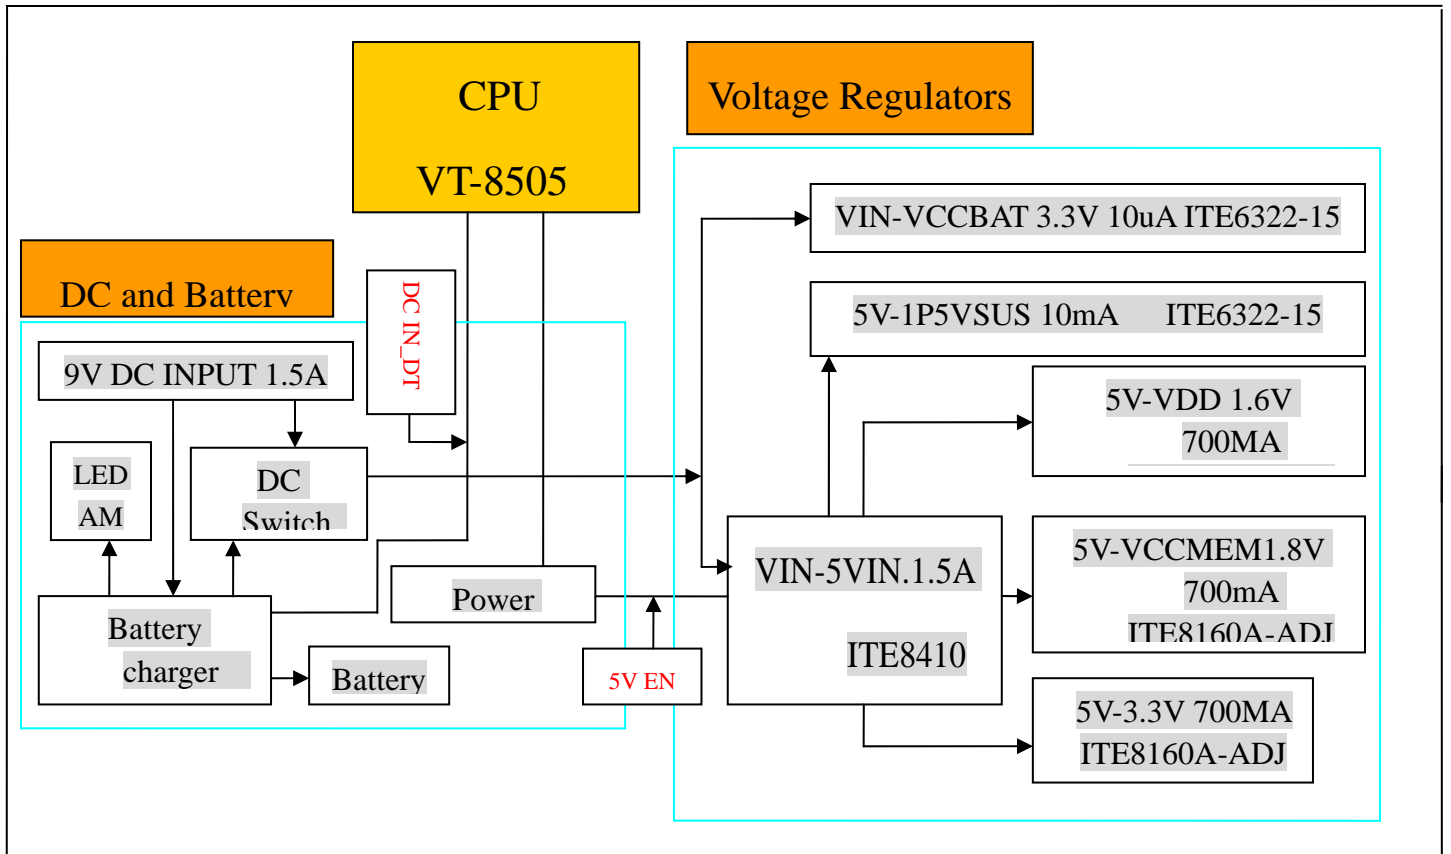 CPU
VT-8505
Voltage Regulators
VIN-VCCBAT 3.3V 10uA ITE6322-15
DC and Battery
DC IN_DT
5V-1P5VSUS 10mA ITE6322-15
9V DC INPUT 1.5A
5V-VDD 1.6V
700MA
LED
AM
DC
Switch
VIN-5VIN.1.5A
ITE8410
5V-VCCMEM1.8V
700mA
ITE8160A-ADJ
Power
Battery
charger
Battery
5V EN
5V-3.3V 700MA
ITE8160A-ADJ